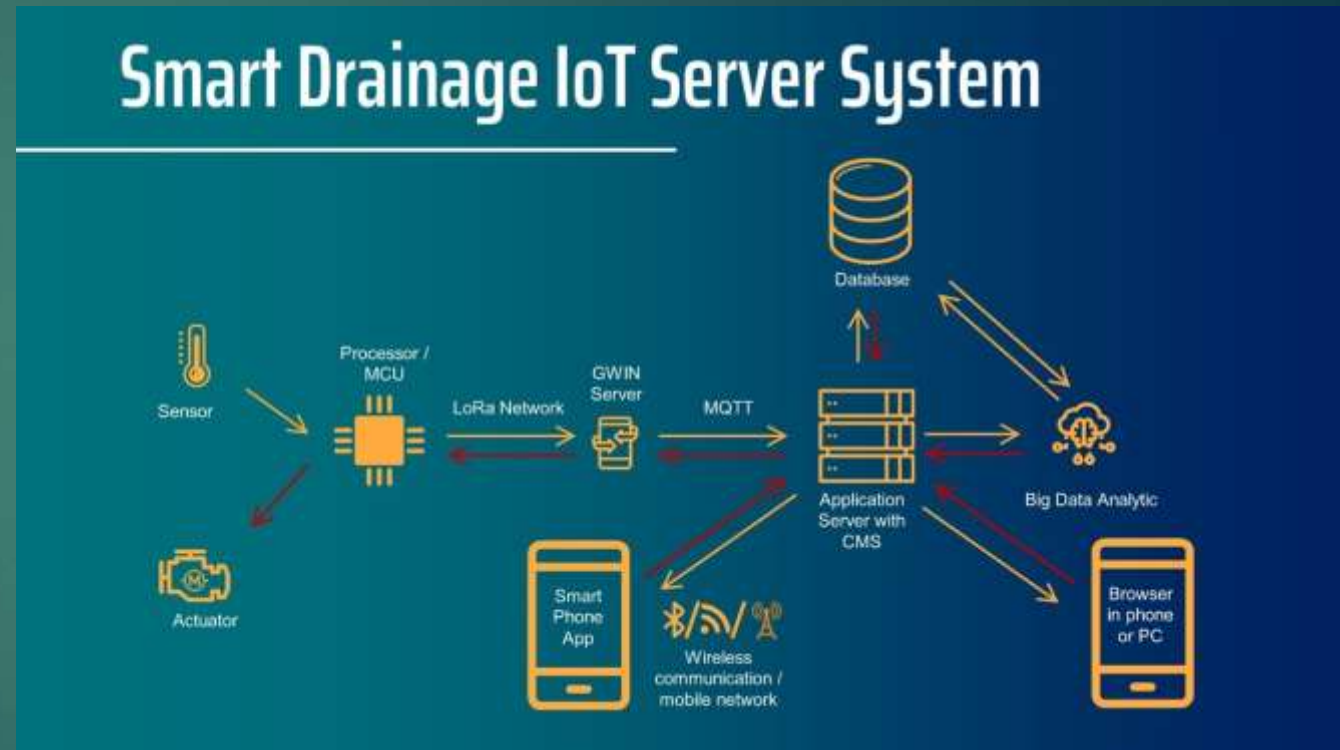 Smart Drainage IoT Server System
Database
Processor /
MCU
GWIN
Server
Sensor
LoRa Network
MQTT
Application
Server with
CMS
Big Data Analytic
Actuator
M
Smart
Phone
App
Wireless
communication /
mobile network
Browser
in phone
or PC